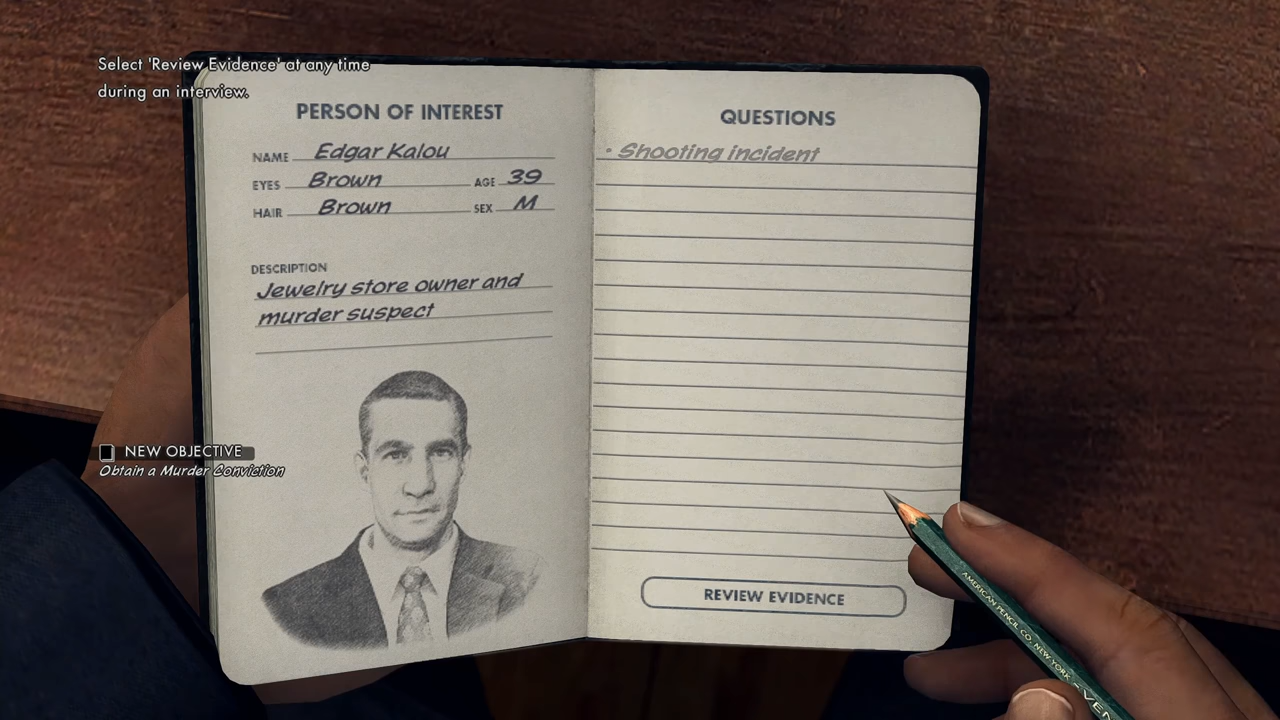 Select 'Review Evidence' at any time
during an interview.
PERSON OF INTEREST
NAME Edgar Kalou
EYES Brown AGE 39
HAIR Brown SEX M
DESCRIPTION
Jewelry store owner and
murder suspect
QUESTIONS
• Shooting incident
REVIEW EVIDENCE
NEW OBJECTIVE
Obtain a Murder Conviction
AMERICAN PENCIL CO. NEW YORK